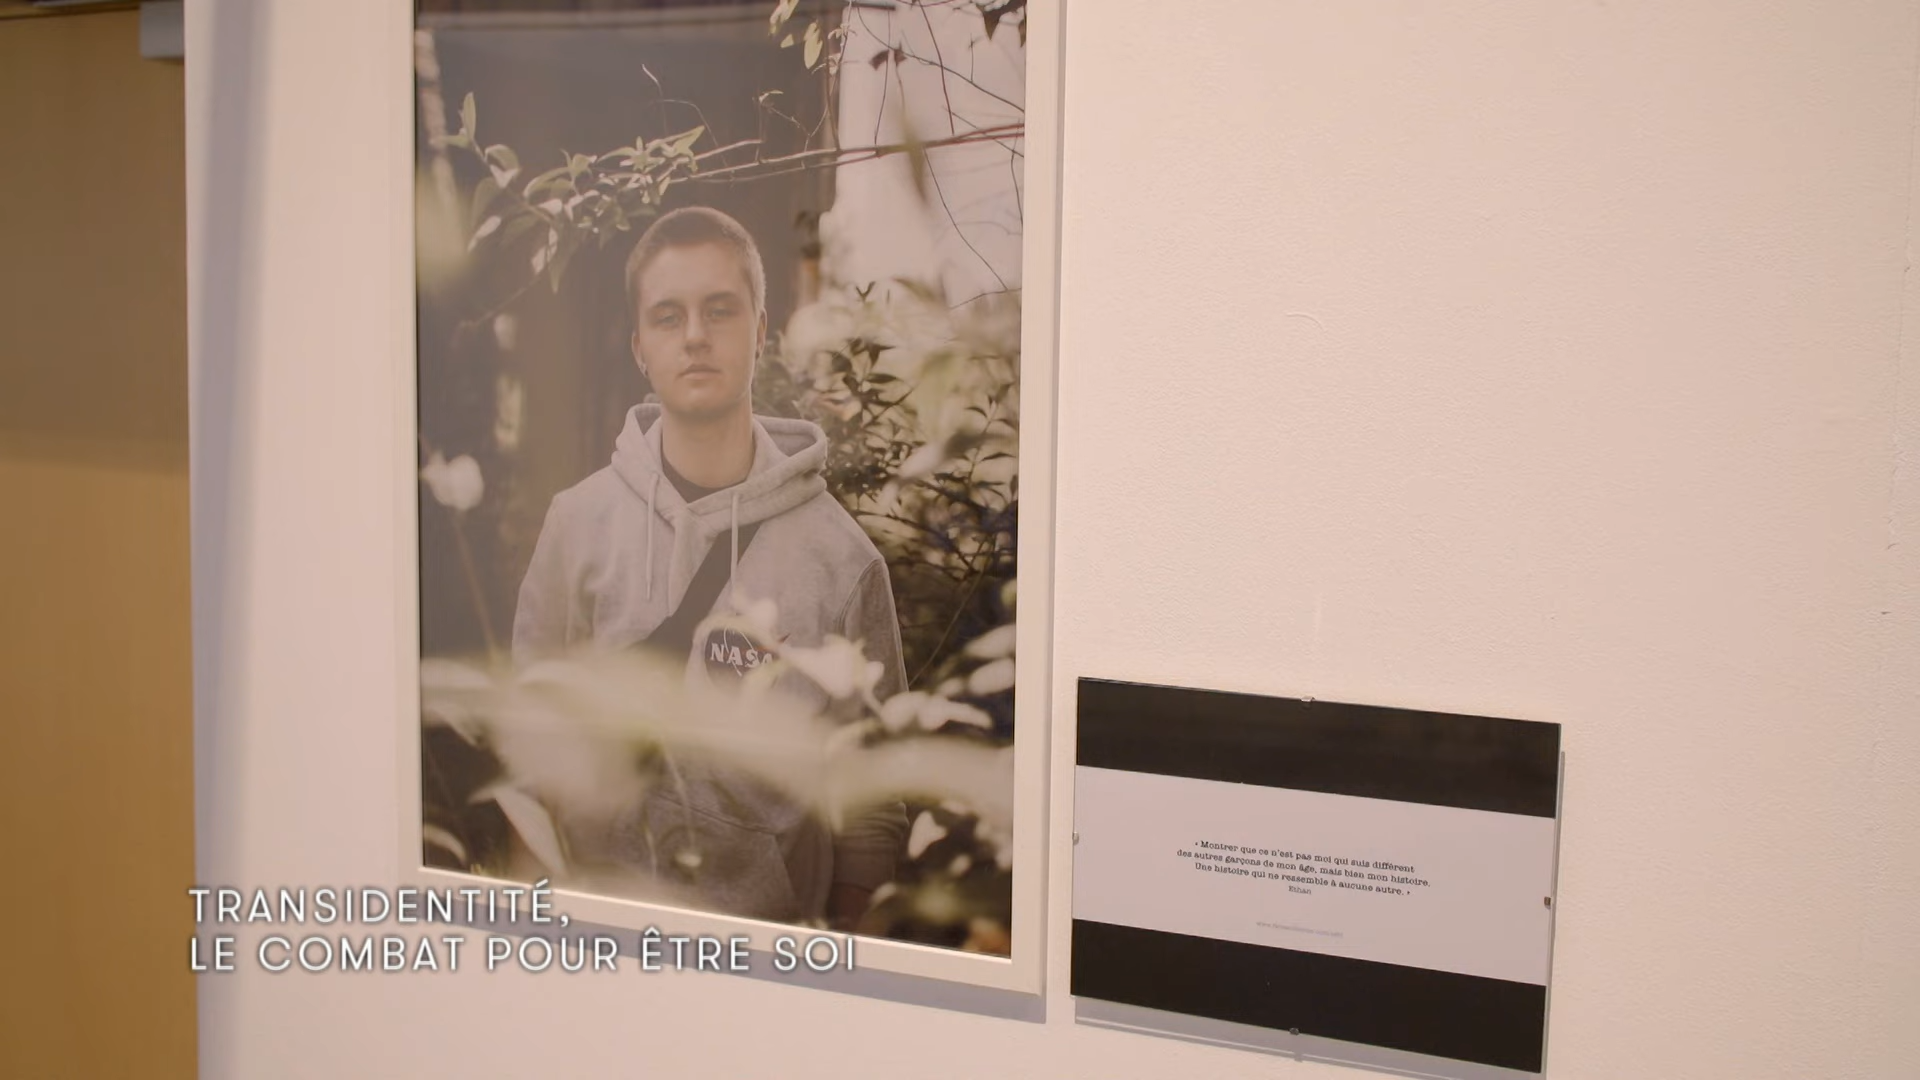 NASA
« Montrer que ce n'est pas moi qui suis différent
des autres garçons de mon âge, mais bien mon histoire.
Une histoire qui ne ressemble à aucune autre. »
Ethan
TRANSIDENTITÉ,
LE COMBAT POUR ÊTRE SOI